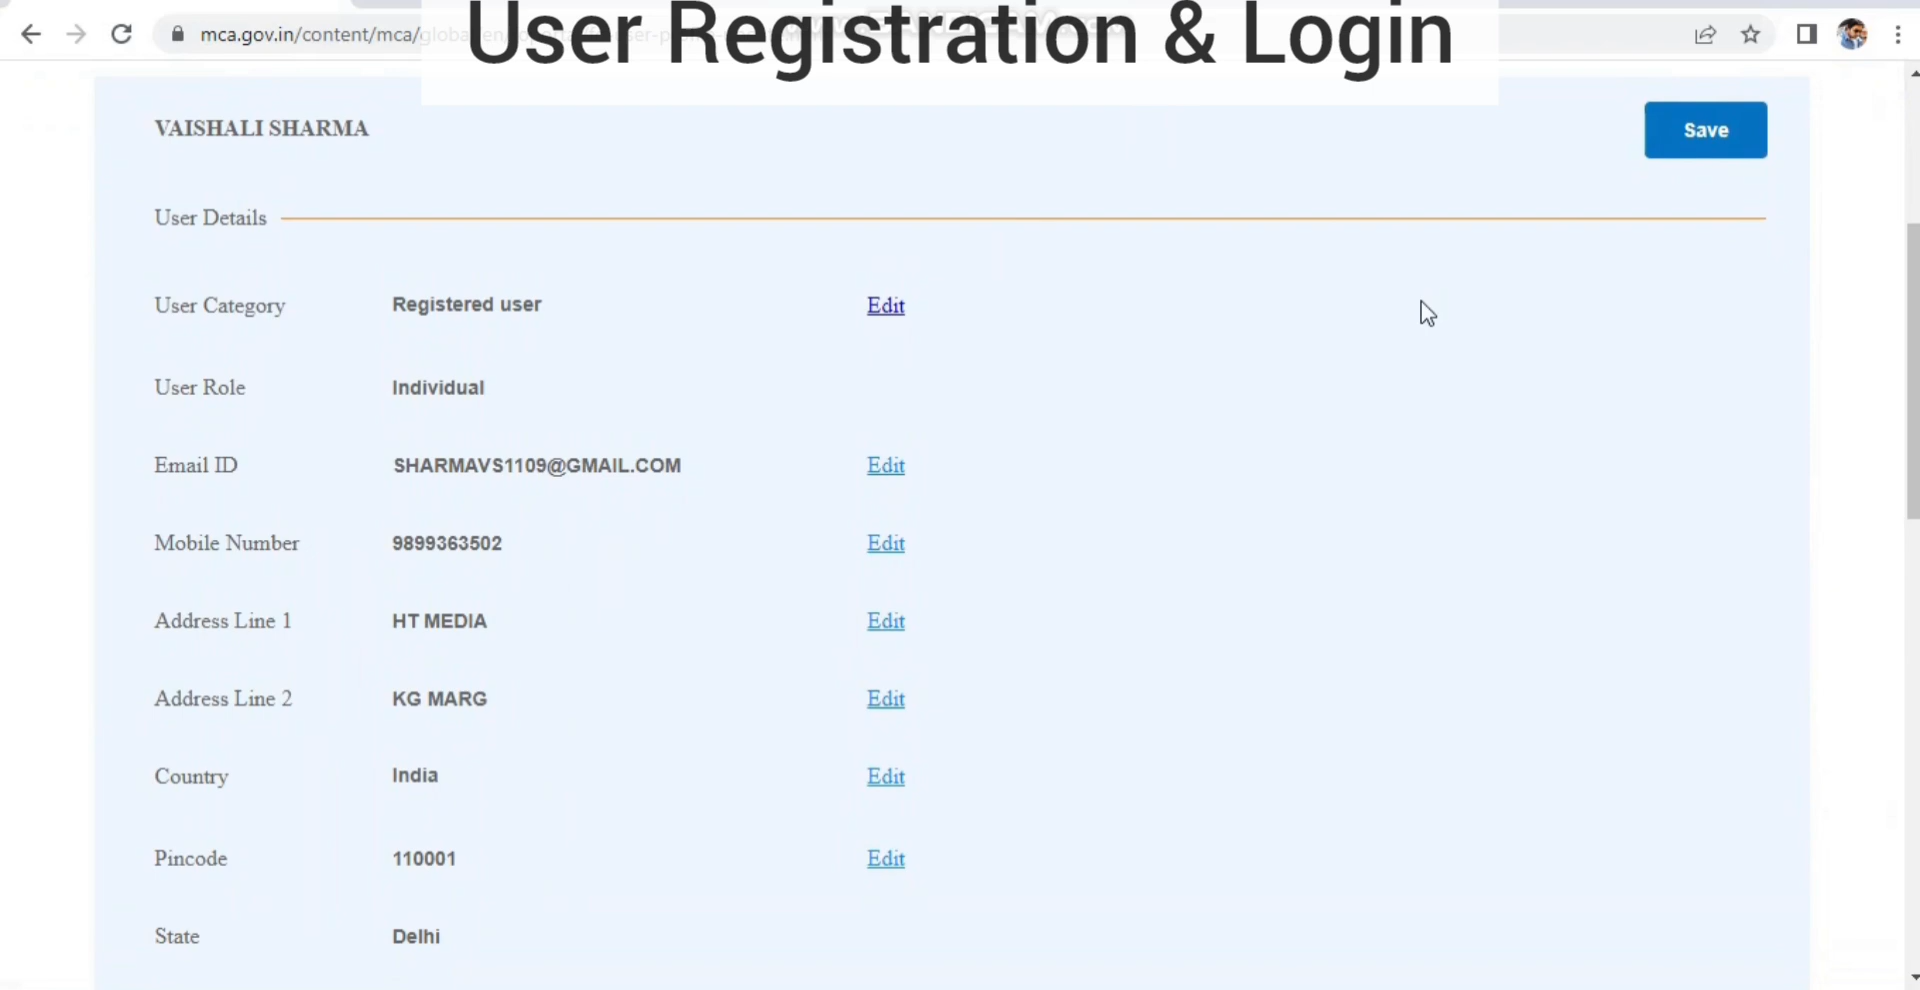 User Registration & Login
mca.gov.in/content/mca/global/en
VAISHALI SHARMA
Save
User Details
User Category Registered user Edit
User Role Individual
Email ID SHARMAVS1109@GMAIL.COM Edit
Mobile Number 9899363502 Edit
Address Line 1 HT MEDIA Edit
Address Line 2 KG MARG Edit
Country India Edit
Pincode 110001 Edit
State Delhi